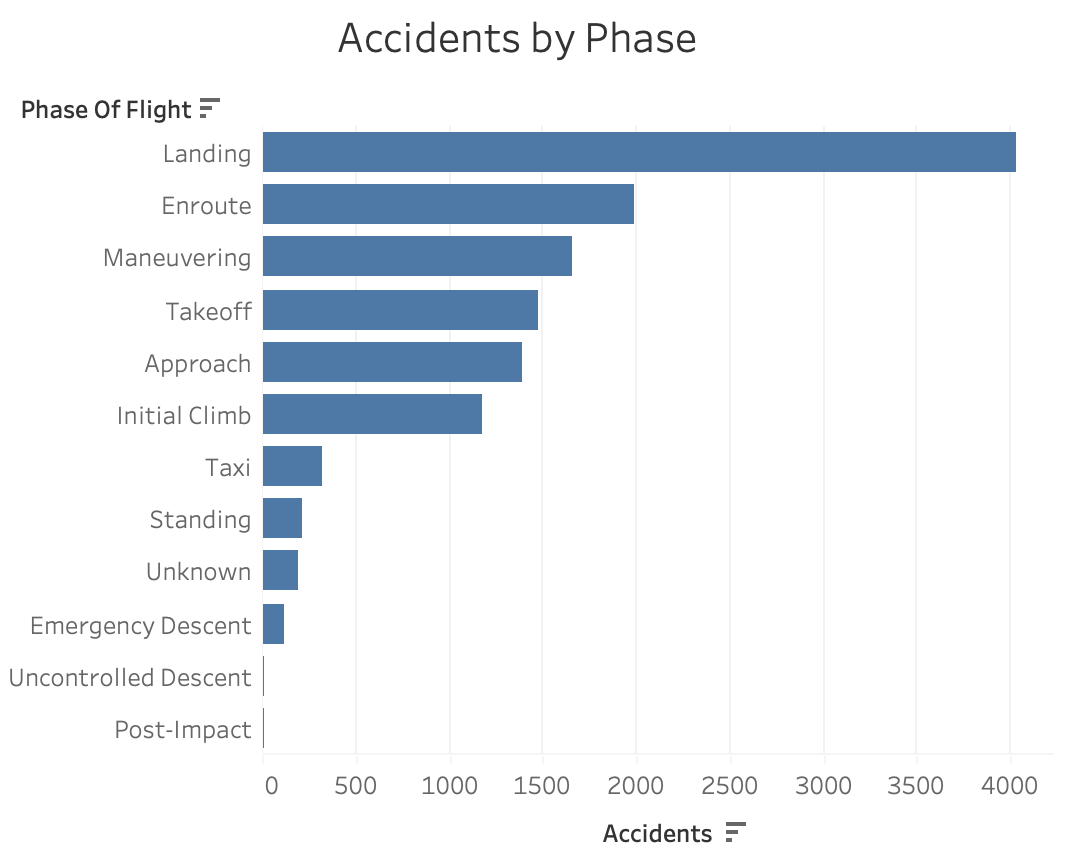 Accidents by Phase
Phase Of Flight
Landing
Enroute
Maneuvering
Takeoff
Approach
Initial Climb
Taxi
Standing
Unknown
Emergency Descent
Uncontrolled Descent
Post-Impact
0 500 1000 1500 2000 2500 3000 3500 4000
Accidents